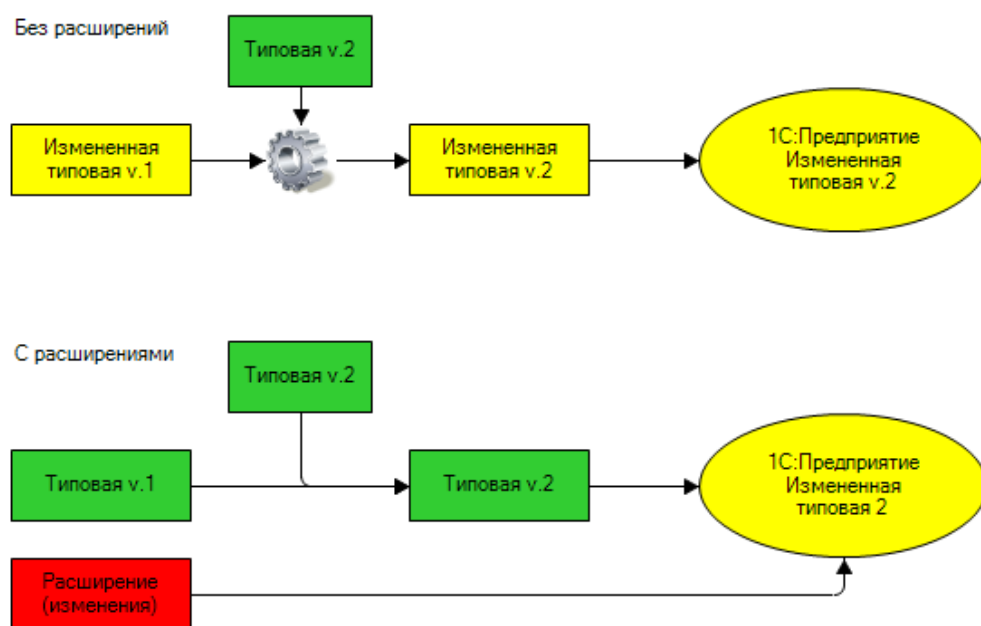 Без расширений
Типовая v.2
Измененная
типовая v.1
Измененная
типовая v.2
1С:Предприятие
Измененная
типовая v.2
С расширениями
Типовая v.2
Типовая v.1
Типовая v.2
1С:Предприятие
Измененная
типовая 2
Расширение
(изменения)